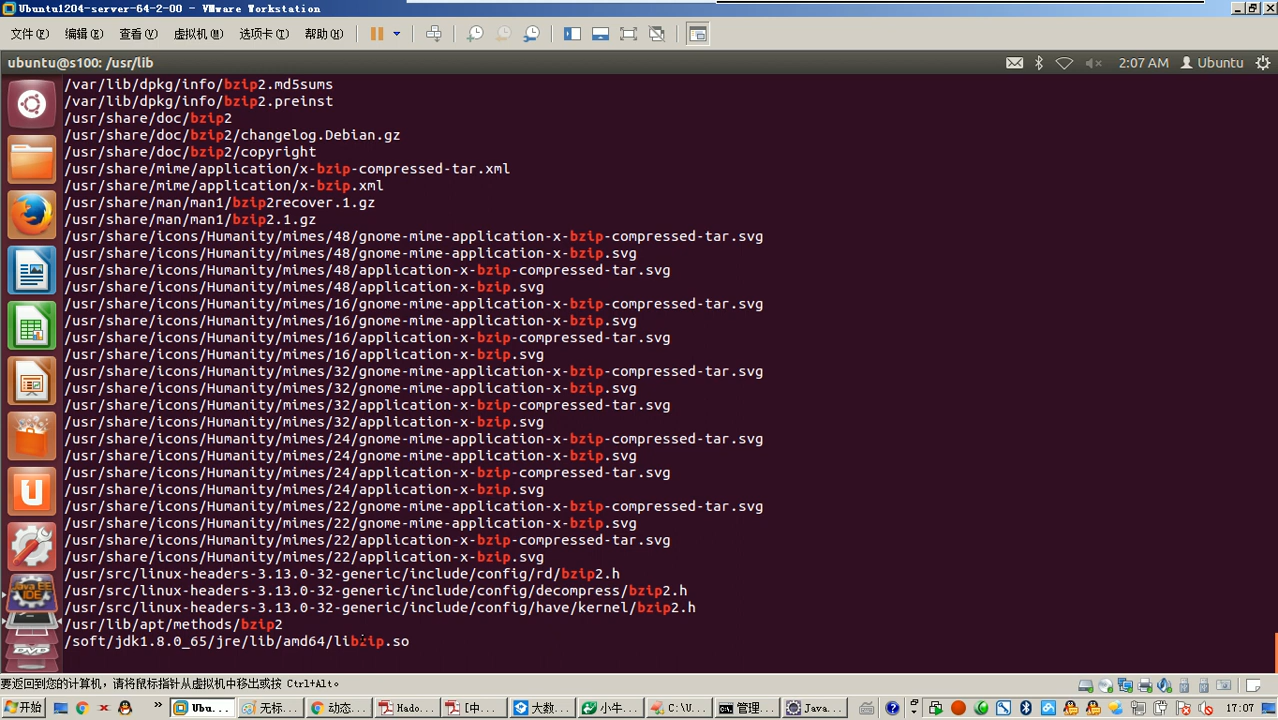 Ubuntu1204-server-64-2-00 - VMware Workstation
文件(F) 编辑(E) 查看(V) 虚拟机(M) 选项卡(T) 帮助(H)
ubuntu@s100: /usr/lib 2:07 AM Ubuntu
/var/lib/dpkg/info/bzip2.md5sums
/var/lib/dpkg/info/bzip2.preinst
/usr/share/doc/bzip2
/usr/share/doc/bzip2/changelog.Debian.gz
/usr/share/doc/bzip2/copyright
/usr/share/mime/application/x-bzip-compressed-tar.xml
/usr/share/mime/application/x-bzip.xml
/usr/share/man/man1/bzip2recover.1.gz
/usr/share/man/man1/bzip2.1.gz
/usr/share/icons/Humanity/mimes/48/gnome-mime-application-x-bzip-compressed-tar.svg
/usr/share/icons/Humanity/mimes/48/gnome-mime-application-x-bzip.svg
/usr/share/icons/Humanity/mimes/48/application-x-bzip-compressed-tar.svg
/usr/share/icons/Humanity/mimes/48/application-x-bzip.svg
/usr/share/icons/Humanity/mimes/16/gnome-mime-application-x-bzip-compressed-tar.svg
/usr/share/icons/Humanity/mimes/16/gnome-mime-application-x-bzip.svg
/usr/share/icons/Humanity/mimes/16/application-x-bzip-compressed-tar.svg
/usr/share/icons/Humanity/mimes/16/application-x-bzip.svg
/usr/share/icons/Humanity/mimes/32/gnome-mime-application-x-bzip-compressed-tar.svg
/usr/share/icons/Humanity/mimes/32/gnome-mime-application-x-bzip.svg
/usr/share/icons/Humanity/mimes/32/application-x-bzip-compressed-tar.svg
/usr/share/icons/Humanity/mimes/32/application-x-bzip.svg
/usr/share/icons/Humanity/mimes/24/gnome-mime-application-x-bzip-compressed-tar.svg
/usr/share/icons/Humanity/mimes/24/gnome-mime-application-x-bzip.svg
/usr/share/icons/Humanity/mimes/24/application-x-bzip-compressed-tar.svg
/usr/share/icons/Humanity/mimes/24/application-x-bzip.svg
/usr/share/icons/Humanity/mimes/22/gnome-mime-application-x-bzip-compressed-tar.svg
/usr/share/icons/Humanity/mimes/22/gnome-mime-application-x-bzip.svg
/usr/share/icons/Humanity/mimes/22/application-x-bzip-compressed-tar.svg
/usr/share/icons/Humanity/mimes/22/application-x-bzip.svg
/usr/src/linux-headers-3.13.0-32-generic/include/config/rd/bzip2.h
/usr/src/linux-headers-3.13.0-32-generic/include/config/decompress/bzip2.h
/usr/src/linux-headers-3.13.0-32-generic/include/config/have/kernel/bzip2.h
/usr/lib/apt/methods/bzip2
/soft/jdk1.8.0_65/jre/lib/amd64/libzip.so
Java EE
IDE
DVD
要返回到您的计算机，请将鼠标指针从虚拟机中移出或按 Ctrl+Alt。
开始 » Ubu... 无标... 动态... Hado... [中... 大数... 小牛... C:\U... 管理... Java... 17:07